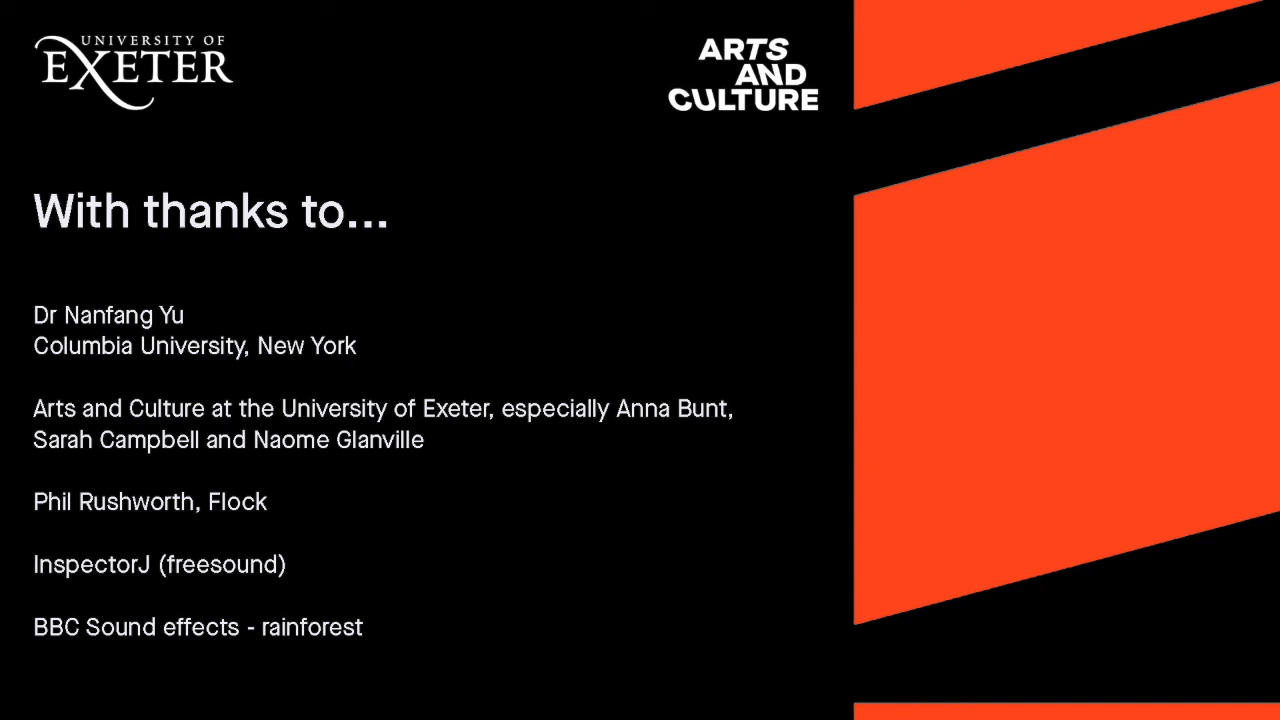 UNIVERSITY OF
EXETER
ARTS
AND
CULTURE
With thanks to...
Dr Nanfang Yu
Columbia University, New York
Arts and Culture at the University of Exeter, especially Anna Bunt,
Sarah Campbell and Naome Glanville
Phil Rushworth, Flock
InspectorJ (freesound)
BBC Sound effects - rainforest